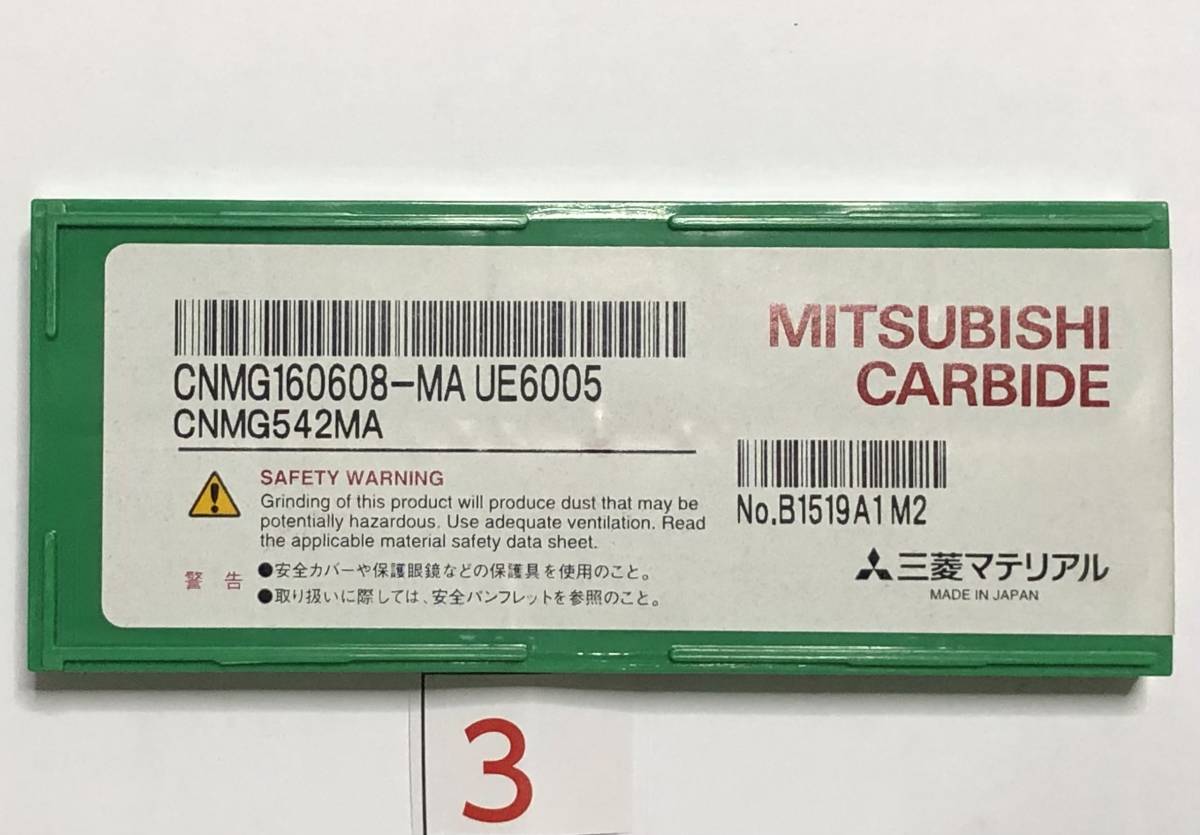 CNMG160608-MA UE6005
CNMG542MA
MITSUBISHI
CARBIDE
SAFETY WARNING
Grinding of this product will produce dust that may be
potentially hazardous. Use adequate ventilation. Read
the applicable material safety data sheet.
警告
●安全カバーや保護眼鏡などの保護具を使用のこと。
●取り扱いに際しては、安全パンフレットを参照のこと。
No.B1519A1M2
三菱マテリアル
MADE IN JAPAN
3